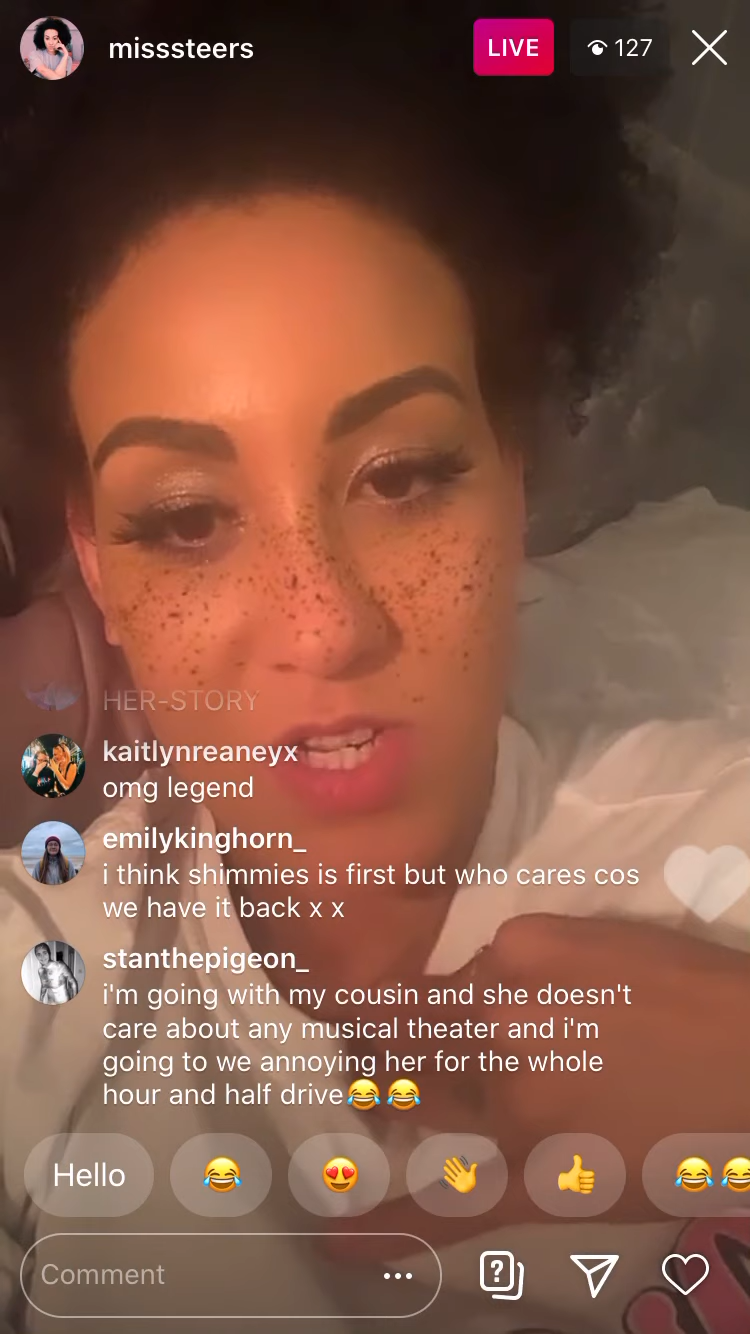 misssteers
LIVE
127
HER-STORY
kaitlynreaneyx
omg legend
emilykinghorn_
i think shimmies is first but who cares cos
we have it back x x
stanthepigeon_
i'm going with my cousin and she doesn't
care about any musical theater and i'm
going to we annoying her for the whole
hour and half drive😂😂
Hello
Comment